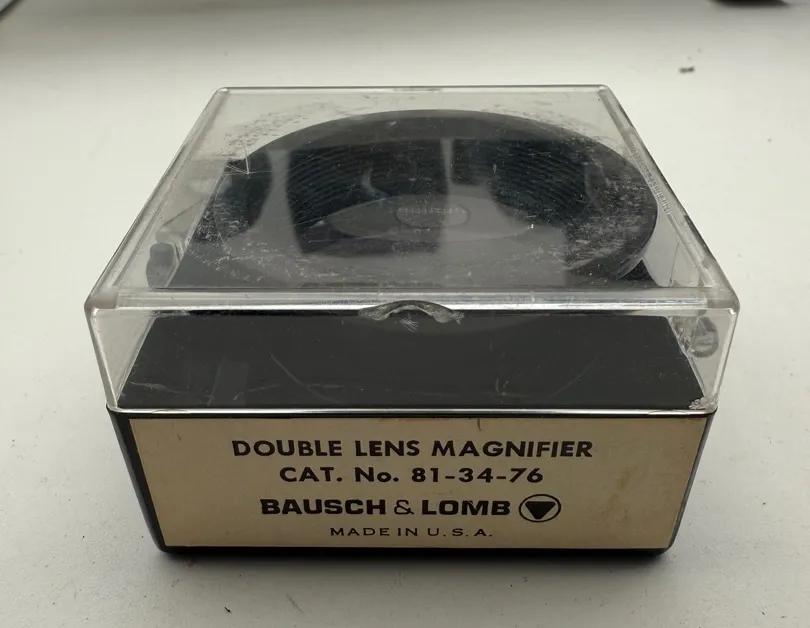 DOUBLE LENS MAGNIFIER
CAT. No. 81-34-76
BAUSCH & LOMB
MADE IN U.S.A.